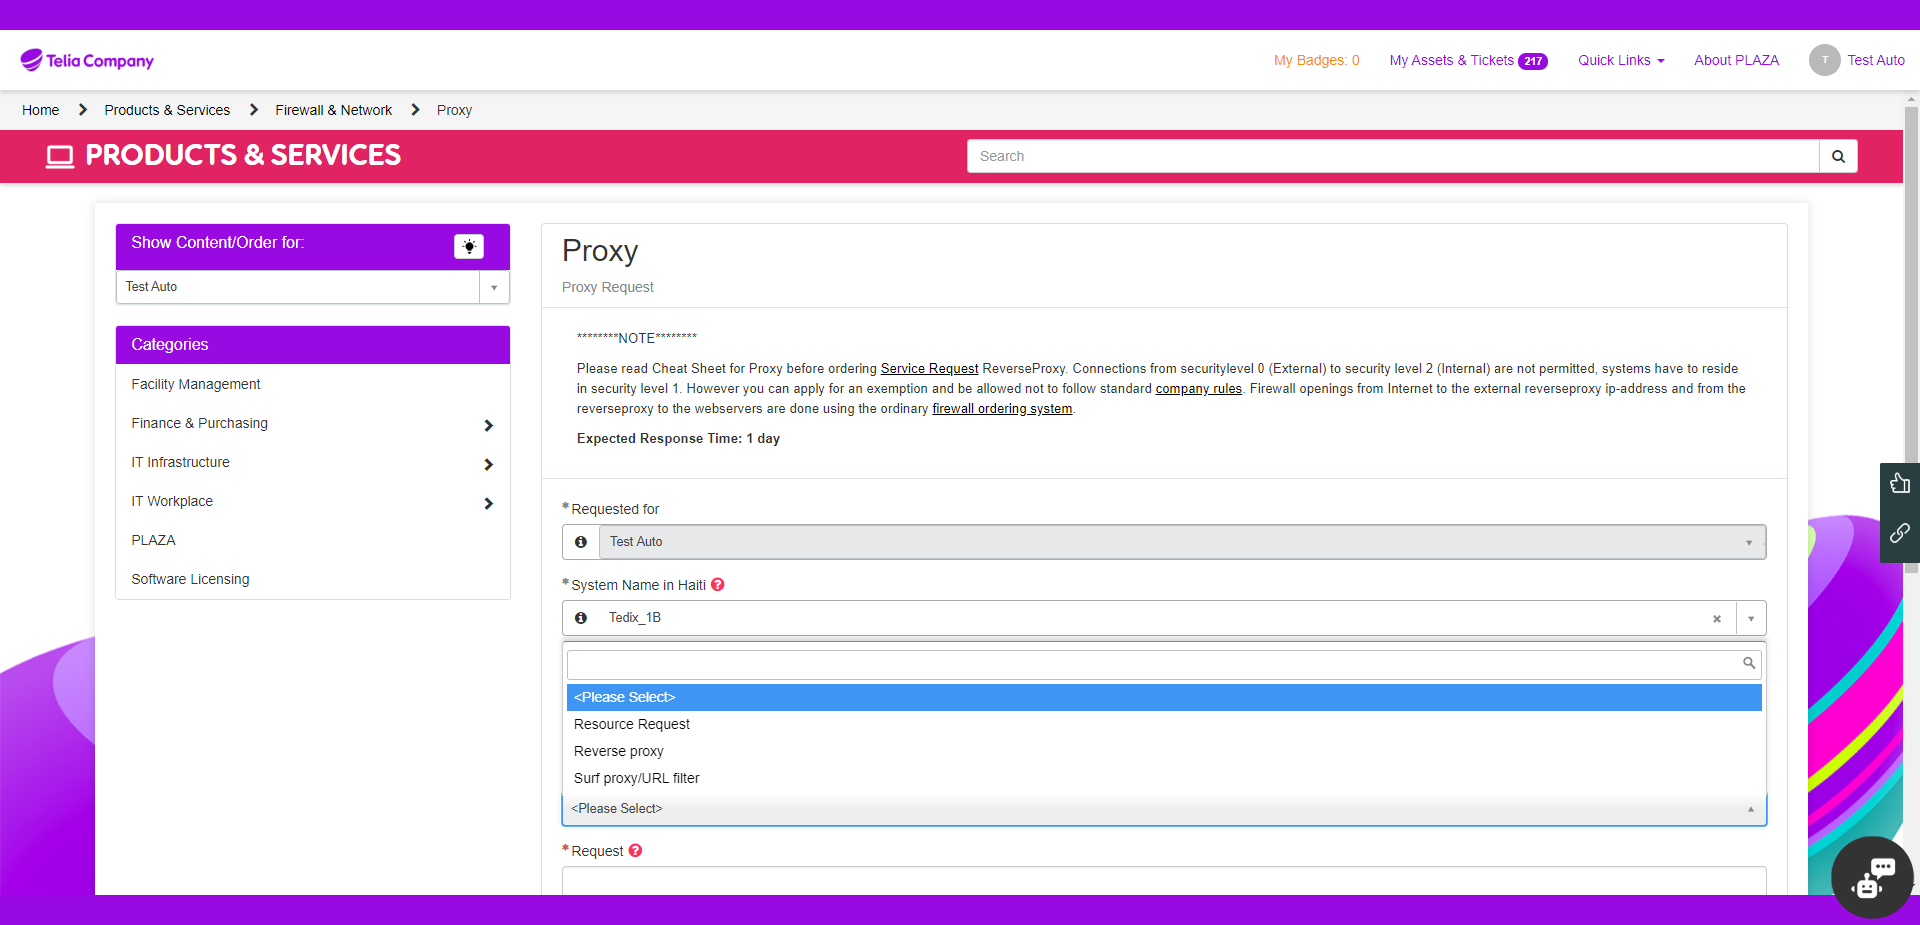 Telia Company
My Badges: 0
My Assets & Tickets 217
Quick Links
About PLAZA
T
Test Auto
Home
Products & Services
Firewall & Network
Proxy
PRODUCTS & SERVICES
Search
Show Content/Order for:
Test Auto
Categories
Facility Management
Finance & Purchasing
IT Infrastructure
IT Workplace
PLAZA
Software Licensing
Proxy
Proxy Request
********NOTE********
Please read Cheat Sheet for Proxy before ordering Service Request ReverseProxy. Connections from securitylevel 0 (External) to security level 2 (Internal) are not permitted, systems have to reside
in security level 1. However you can apply for an exemption and be allowed not to follow standard company rules. Firewall openings from Internet to the external reverseproxy ip-address and from the
reverseproxy to the webservers are done using the ordinary firewall ordering system.
Expected Response Time: 1 day
*Requested for
Test Auto
*System Name in Haiti ?
Tedix_1B
<Please Select>
Resource Request
Reverse proxy
Surf proxy/URL filter
<Please Select>
*Request ?